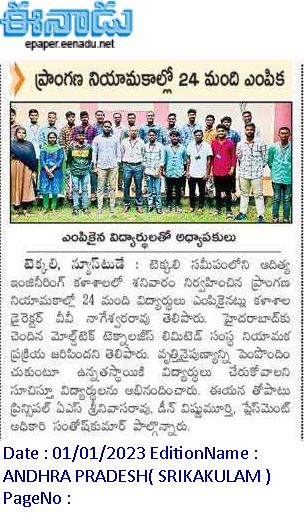 ఈనాడు
epaper.eenadu.net
ప్రాంగణ నియామకాల్లో 24 మంది ఎంపిక
ఎంపికైన విద్యార్థులతో అధ్యాపకులు
టెక్కలి, న్యూస్‌టుడే : టెక్కలి సమీపంలోని ఆదిత్య
ఇంజినీరింగ్ కళాశాలలో శనివారం నిర్వహించిన ప్రాంగణ
నియామకాల్లో 24 మంది విద్యార్థులు ఎంపికైనట్లు కళాశాల
డైరెక్టర్ వీవీ నాగేశ్వరరావు తెలిపారు. హైదరాబాద్‌కు
చెందిన మోల్డ్‌టెక్ టెక్నాలజీస్ లిమిటెడ్ సంస్థ నియామక
ప్రక్రియ జరిపిందని తెలిపారు. వృత్తినైపుణ్యాన్ని పెంపొందిం
చుకుంటూ ఉన్నతస్థాయికి విద్యార్థులు చేరుకోవాలని
సూచిస్తూ విద్యార్థులను అభినందించారు. ఈయన తోపాటు
ప్రిన్సిపల్ ఏఎస్ శ్రీనివాసరావు, డీన్ విష్ణుమూర్తి, ప్లేస్‌మెంట్
అధికారి సంతోష్‌కుమార్ పాల్గొన్నారు.
Date : 01/01/2023 EditionName :
ANDHRA PRADESH( SRIKAKULAM )
PageNo :